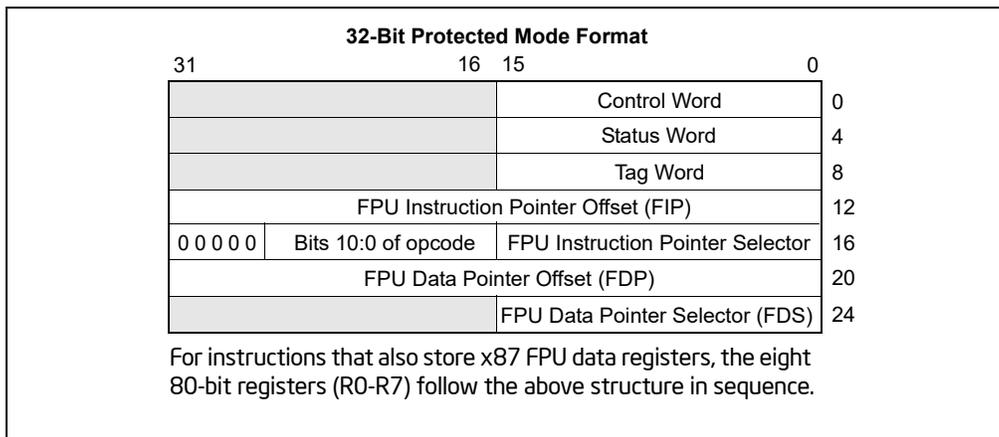 32-Bit Protected Mode Format
31 16 15 0
Control Word 0
Status Word 4
Tag Word 8
FPU Instruction Pointer Offset (FIP) 12
0 0 0 0 0 Bits 10:0 of opcode FPU Instruction Pointer Selector 16
FPU Data Pointer Offset (FDP) 20
FPU Data Pointer Selector (FDS) 24
For instructions that also store x87 FPU data registers, the eight
80-bit registers (R0-R7) follow the above structure in sequence.